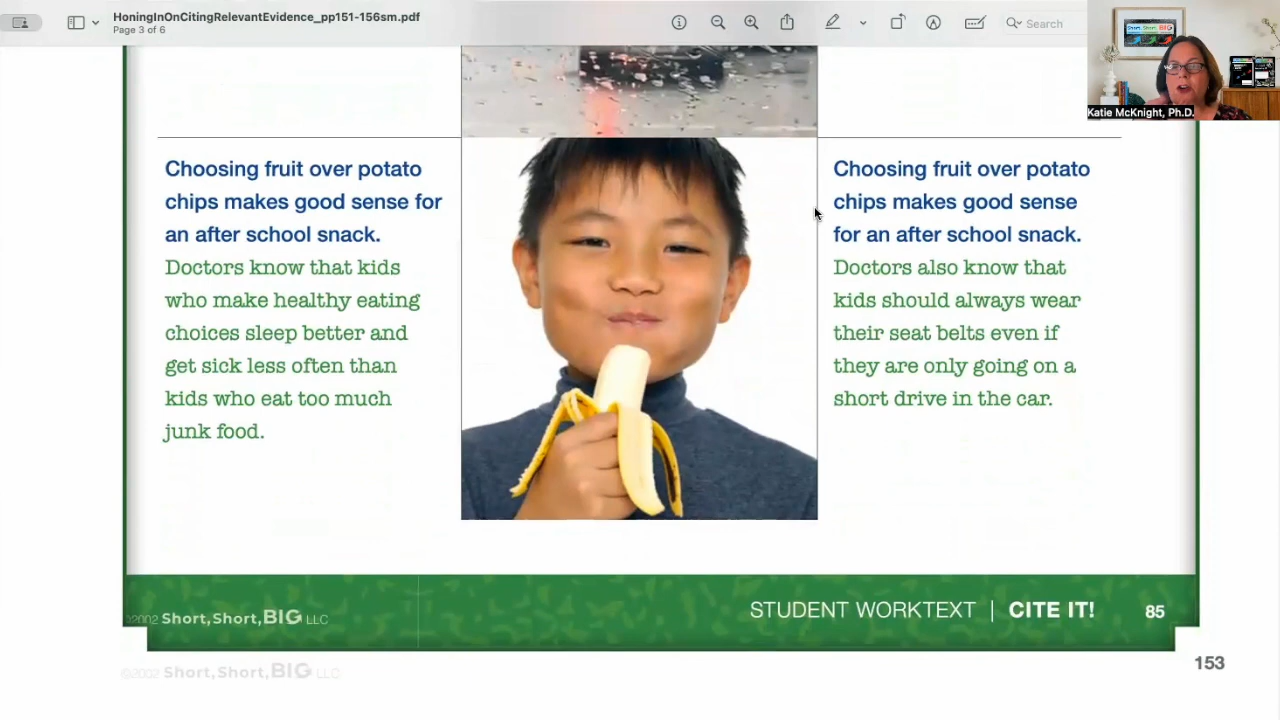 HoningInOnCitingRelevantEvidence_pp151-156sm.pdf
Page 3 of 6
Search
Katie McKnight, Ph.D.
Choosing fruit over potato
chips makes good sense for
an after school snack.
Doctors know that kids
who make healthy eating
choices sleep better and
get sick less often than
kids who eat too much
junk food.
Choosing fruit over potato
chips makes good sense
for an after school snack.
Doctors also know that
kids should always wear
their seat belts even if
they are only going on a
short drive in the car.
©2002 Short,Short,BIG LLC
STUDENT WORKTEXT | CITE IT! 85
©2002 Short,Short,BIG LLC
153